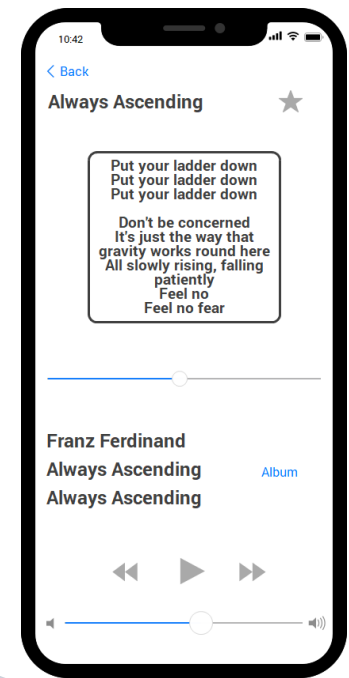 10:42
Back
Always Ascending
Put your ladder down
Put your ladder down
Put your ladder down
Don't be concerned
It's just the way that
gravity works round here
All slowly rising, falling
patiently
Feel no
Feel no fear
Franz Ferdinand
Always Ascending
Album
Always Ascending